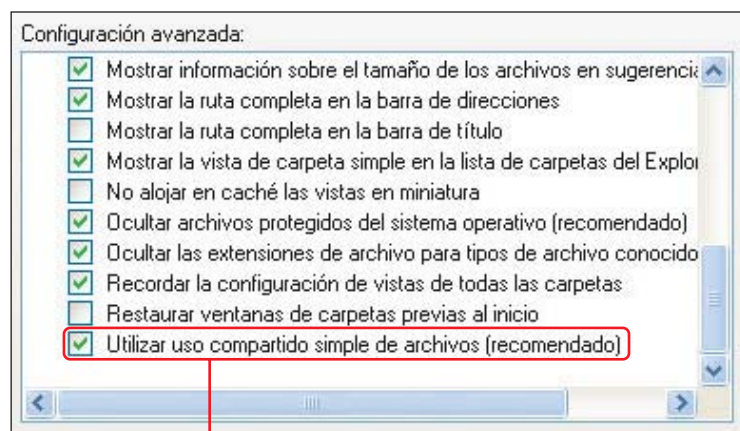 Configuración avanzada:
Mostrar información sobre el tamaño de los archivos en sugerencia
Mostrar la ruta completa en la barra de direcciones
Mostrar la ruta completa en la barra de título
Mostrar la vista de carpeta simple en la lista de carpetas del Explor
No alojar en caché las vistas en miniatura
Ocultar archivos protegidos del sistema operativo (recomendado)
Ocultar las extensiones de archivo para tipos de archivo conocido
Recordar la configuración de vistas de todas las carpetas
Restaurar ventanas de carpetas previas al inicio
Utilizar uso compartido simple de archivos (recomendado)